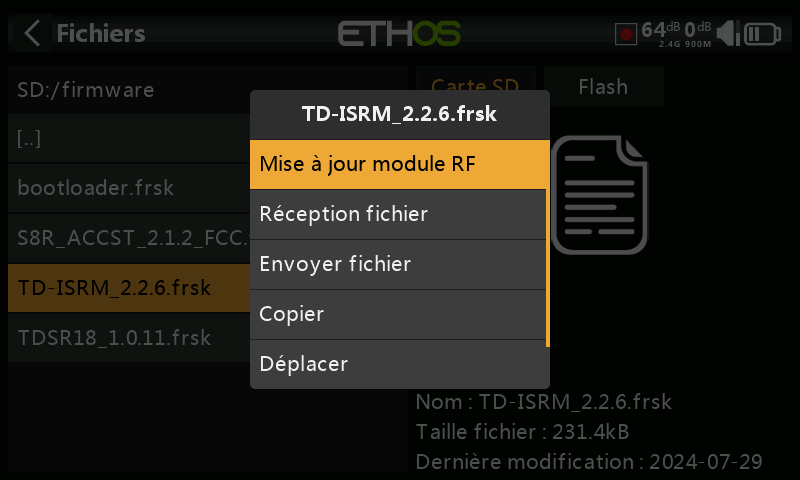 Fichiers
ETHOS
64dB 0dB
2.4G 900M
SD:/firmware
Carte SD
Flash
[..]
bootloader.frsk
S8R_ACCST_2.1.2_FCC.
TD-ISRM_2.2.6.frsk
TDSR18_1.0.11.frsk
TD-ISRM_2.2.6.frsk
Mise à jour module RF
Réception fichier
Envoyer fichier
Copier
Déplacer
Nom : TD-ISRM_2.2.6.frsk
Taille fichier : 231.4kB
Dernière modification : 2024-07-29